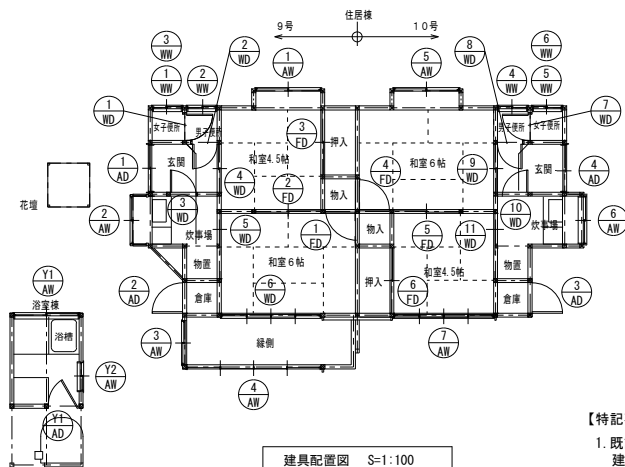 住居棟
9号 10号
3 WW
1 WW
2 WW
2 WD
1 AW
5 AW
8 WD
4 WW
5 WW
6 WW
1 WD
女子便所
男子便所
3 FD
押入
男子便所
女子便所
7 WD
1 AD
玄関
和室4.5帖
和室6帖
4 FD
9 WD
玄関
4 AD
4 WD
2 FD
物入
花壇
2 AW
3 WD
炊事場
5 WD
1 FD
物入
5 FD
11 WD
10 WD
炊事場
6 AW
Y1 AW
浴室棟
物置
和室6帖
押入
和室4.5帖
物置
2 AD
倉庫
6 WD
6 FD
倉庫
3 AD
浴槽
3 AW
縁側
7 AW
Y2 AW
4 AW
Y1 AD
【特記
1.既
建
建具配置図 S=1:100